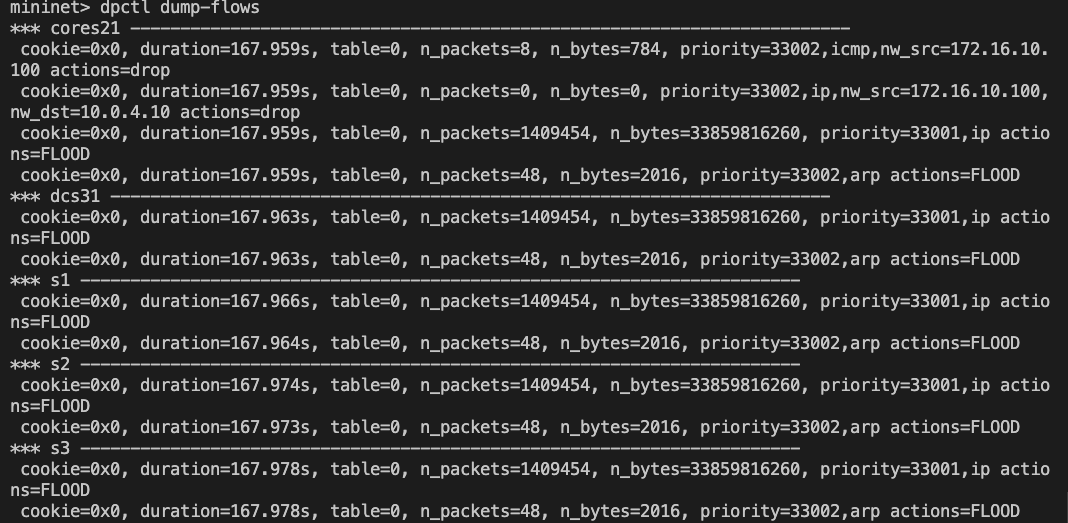 mininet> dpctl dump-flows
*** cores21 ------------------------------------------------------------------------
 cookie=0x0, duration=167.959s, table=0, n_packets=8, n_bytes=784, priority=33002,icmp,nw_src=172.16.10.
100 actions=drop
 cookie=0x0, duration=167.959s, table=0, n_packets=0, n_bytes=0, priority=33002,ip,nw_src=172.16.10.100,
nw_dst=10.0.4.10 actions=drop
 cookie=0x0, duration=167.959s, table=0, n_packets=1409454, n_bytes=33859816260, priority=33001,ip actio
ns=FLOOD
 cookie=0x0, duration=167.959s, table=0, n_packets=48, n_bytes=2016, priority=33002,arp actions=FLOOD
*** dcs31 ------------------------------------------------------------------------
 cookie=0x0, duration=167.963s, table=0, n_packets=1409454, n_bytes=33859816260, priority=33001,ip actio
ns=FLOOD
 cookie=0x0, duration=167.963s, table=0, n_packets=48, n_bytes=2016, priority=33002,arp actions=FLOOD
*** s1 ------------------------------------------------------------------------
 cookie=0x0, duration=167.966s, table=0, n_packets=1409454, n_bytes=33859816260, priority=33001,ip actio
ns=FLOOD
 cookie=0x0, duration=167.964s, table=0, n_packets=48, n_bytes=2016, priority=33002,arp actions=FLOOD
*** s2 ------------------------------------------------------------------------
 cookie=0x0, duration=167.974s, table=0, n_packets=1409454, n_bytes=33859816260, priority=33001,ip actio
ns=FLOOD
 cookie=0x0, duration=167.973s, table=0, n_packets=48, n_bytes=2016, priority=33002,arp actions=FLOOD
*** s3 ------------------------------------------------------------------------
 cookie=0x0, duration=167.978s, table=0, n_packets=1409454, n_bytes=33859816260, priority=33001,ip actio
ns=FLOOD
 cookie=0x0, duration=167.978s, table=0, n_packets=48, n_bytes=2016, priority=33002,arp actions=FLOOD